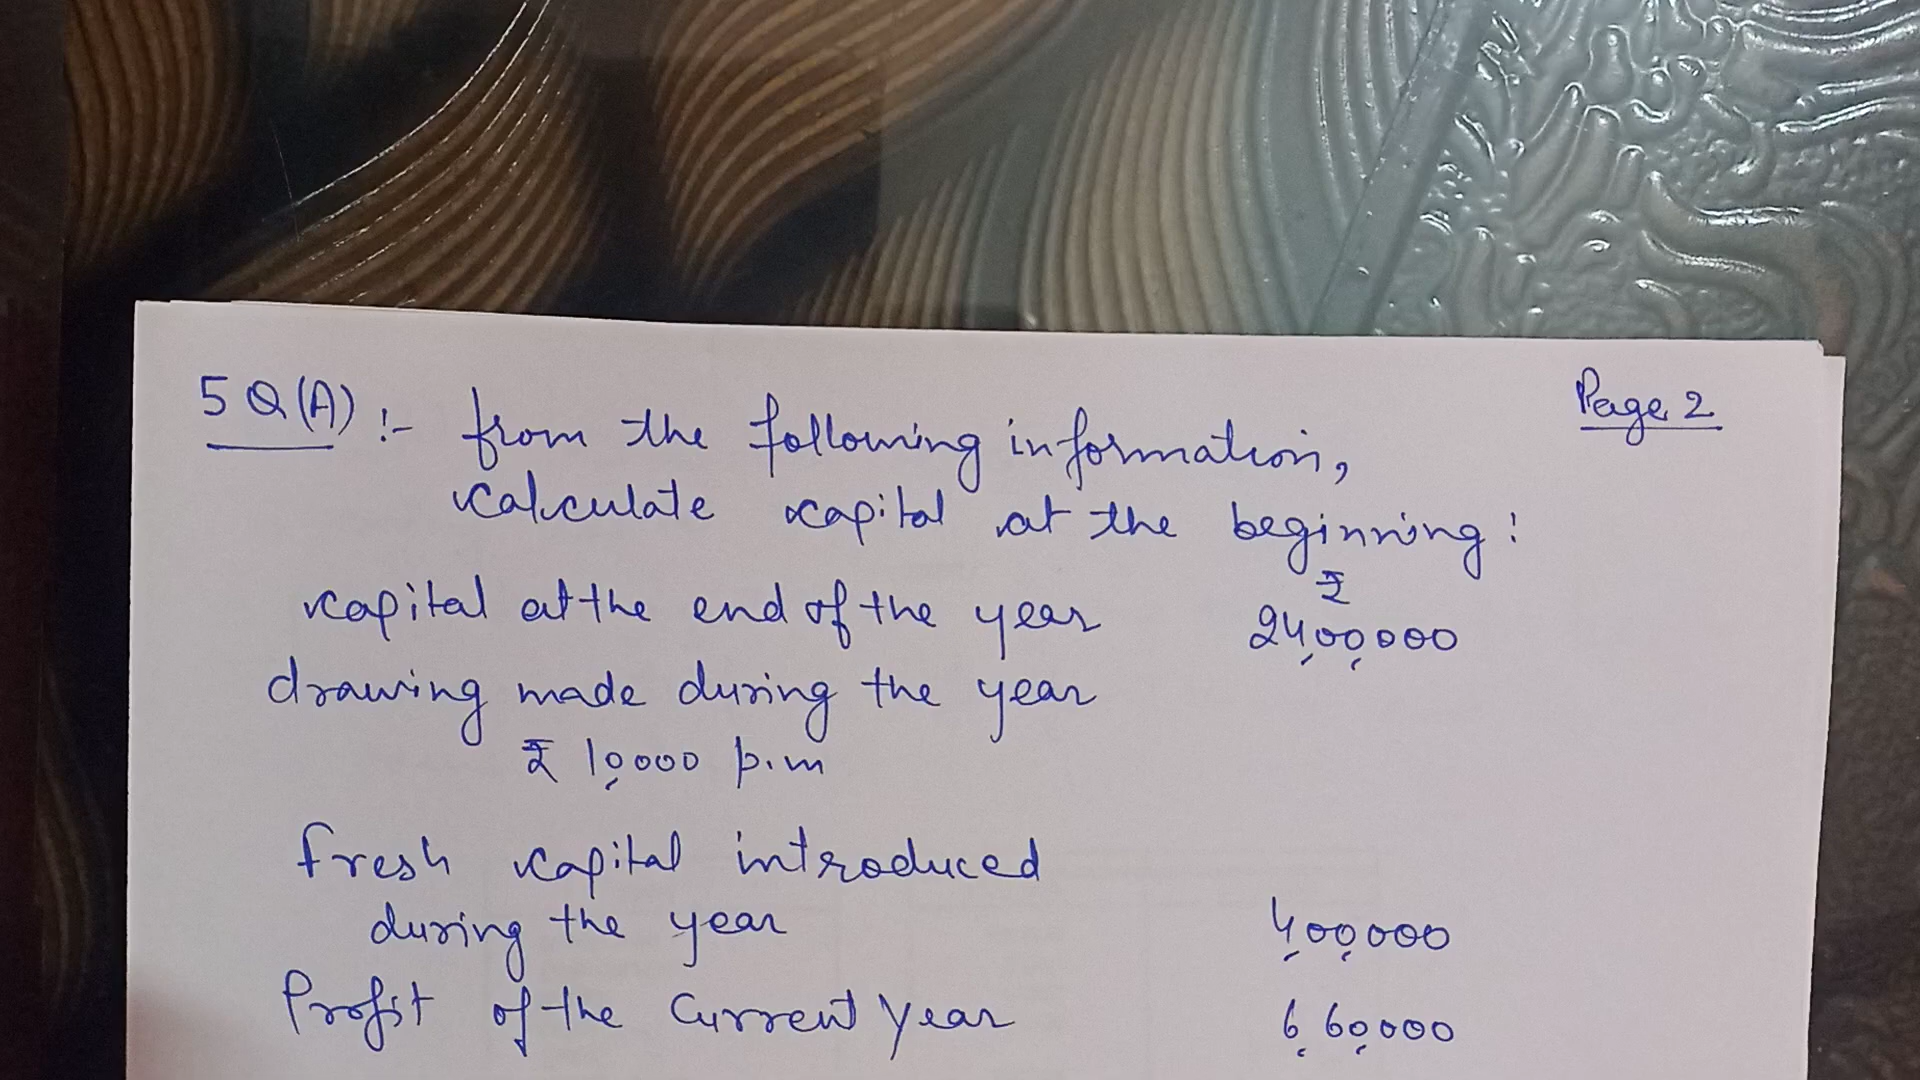 5Q(A):- from the following information,
Page 2
calculate capital at the beginning:
₹
capital at the end of the year 24,00,000
drawing made during the year
₹ 10,000 p.m
fresh capital introduced
during the year 4,00,000
Profit of the Current Year 6,60,000